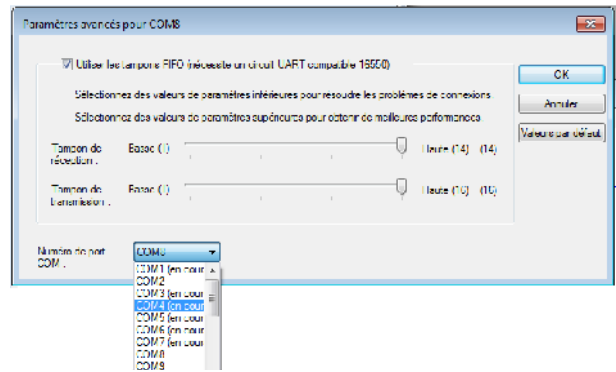 Paramètres avancés pour COM8
Utiliser les tampons FIFO (nécessite un circuit UART compatible 16550)
OK
Sélectionnez des valeurs de paramètres inférieures pour résoudre les problèmes de connexions.
Annuler
Sélectionnez des valeurs de paramètres supérieures pour obtenir de meilleures performances.
Valeurs par défaut
Tampon de réception :
Basse (1)
Haute (14)
(14)
Tampon de transmission :
Basse (1)
Haute (16)
(16)
Numéro de port COM :
COM8
COM1 (en cour
COM2
COM3 (en cour
COM4 (en cour
COM5 (en cour
COM6 (en cour
COM7 (en cour
COM8
COM9